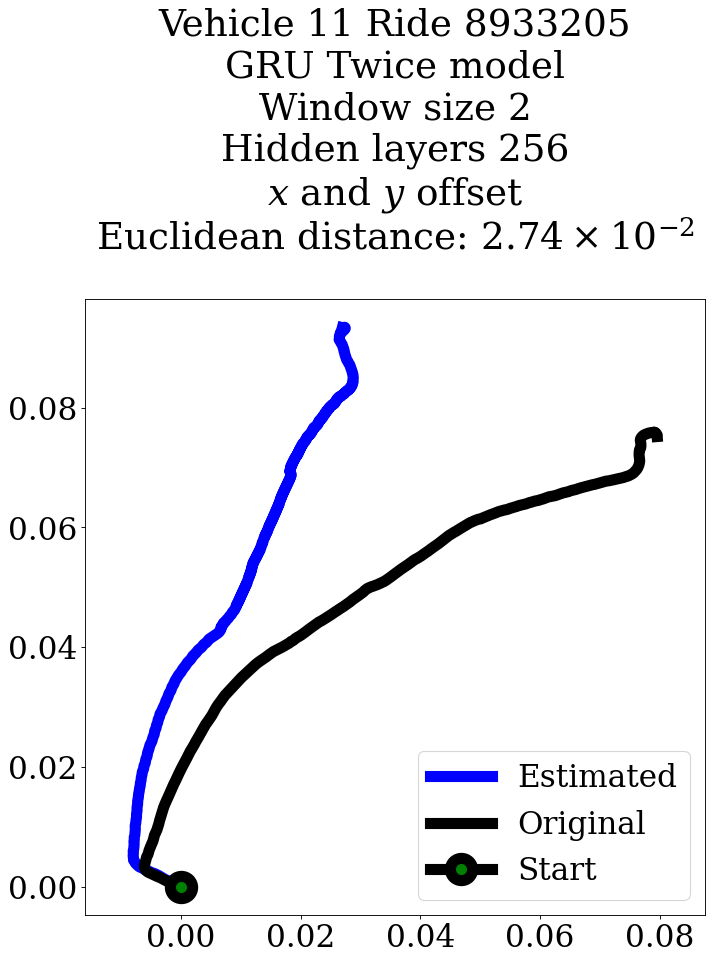 Vehicle 11 Ride 8933205
GRU Twice model
Window size 2
Hidden layers 256
x and y offset
Euclidean distance: 2.74 × 10⁻²
0.08
0.06
0.04
0.02
0.00
Estimated
Original
Start
0.00 0.02 0.04 0.06 0.08